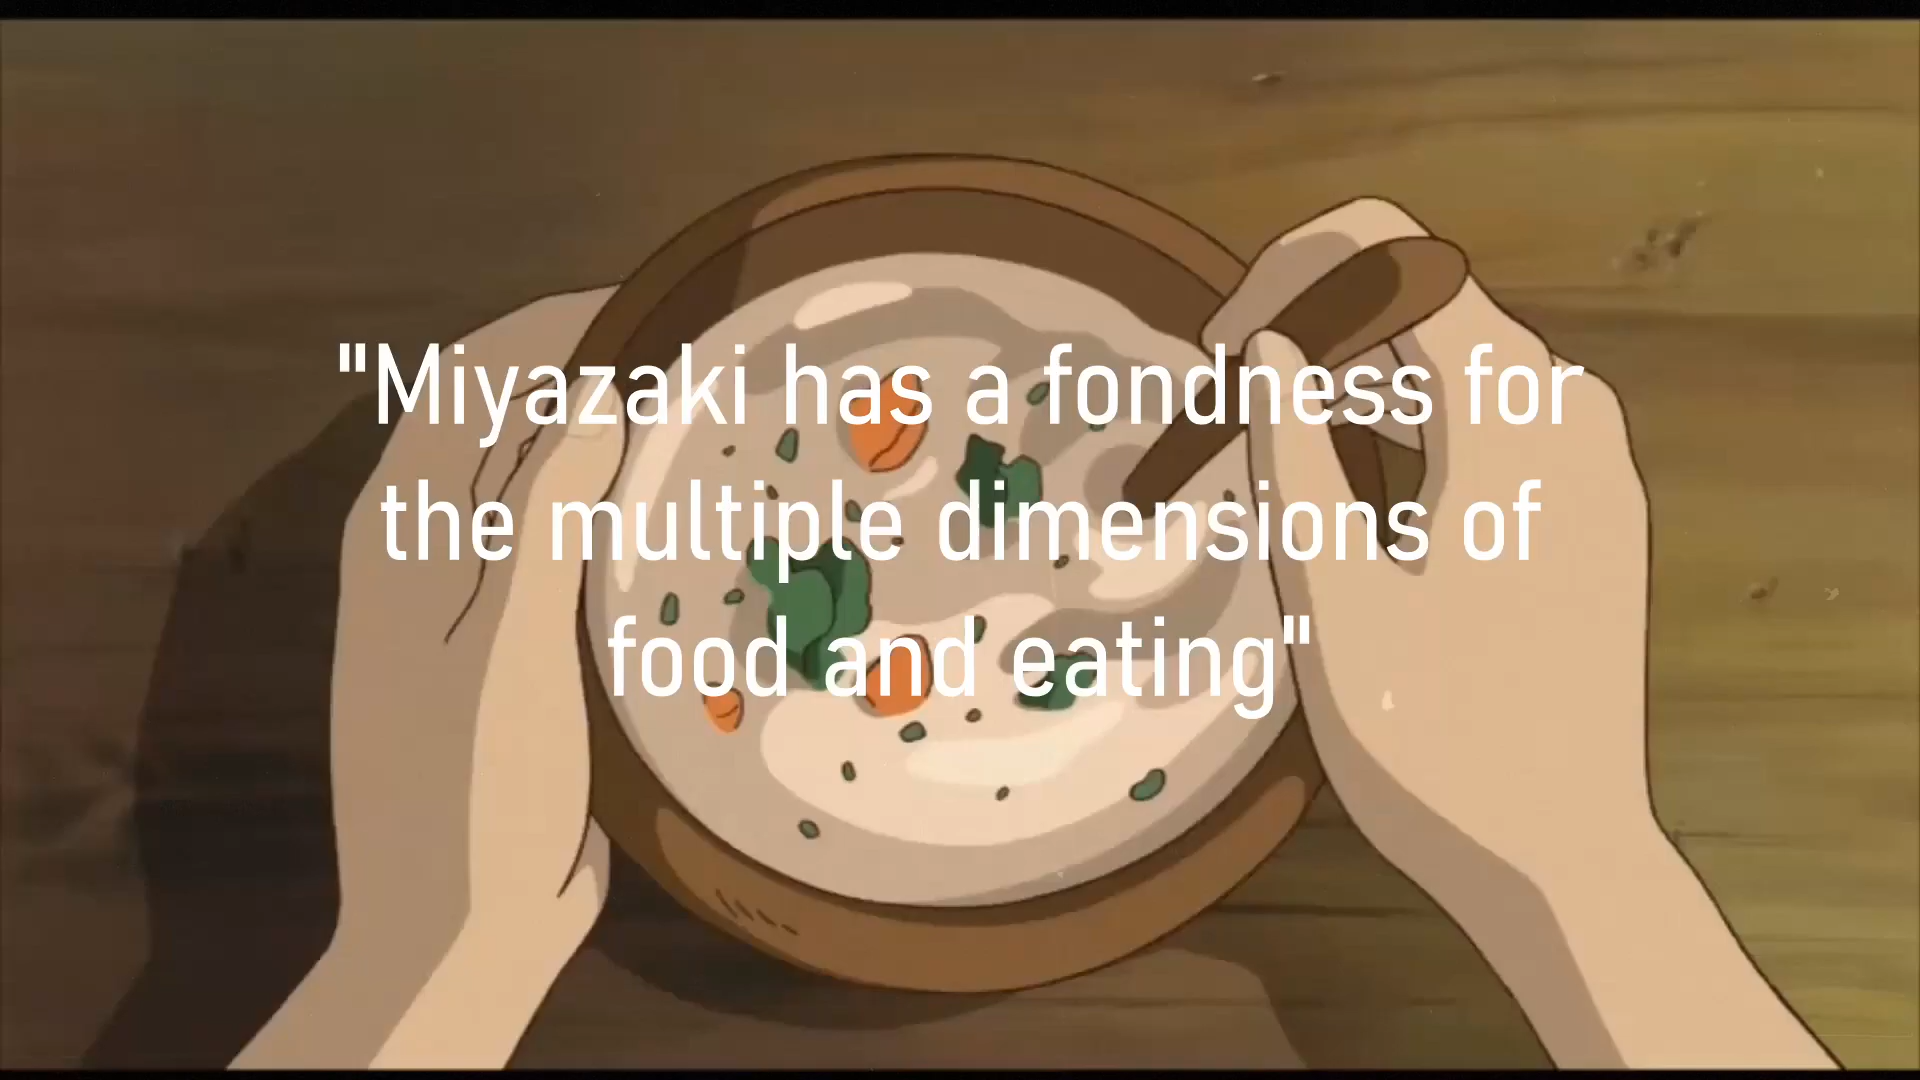 "Miyazaki has a fondness for
the multiple dimensions of
food and eating"